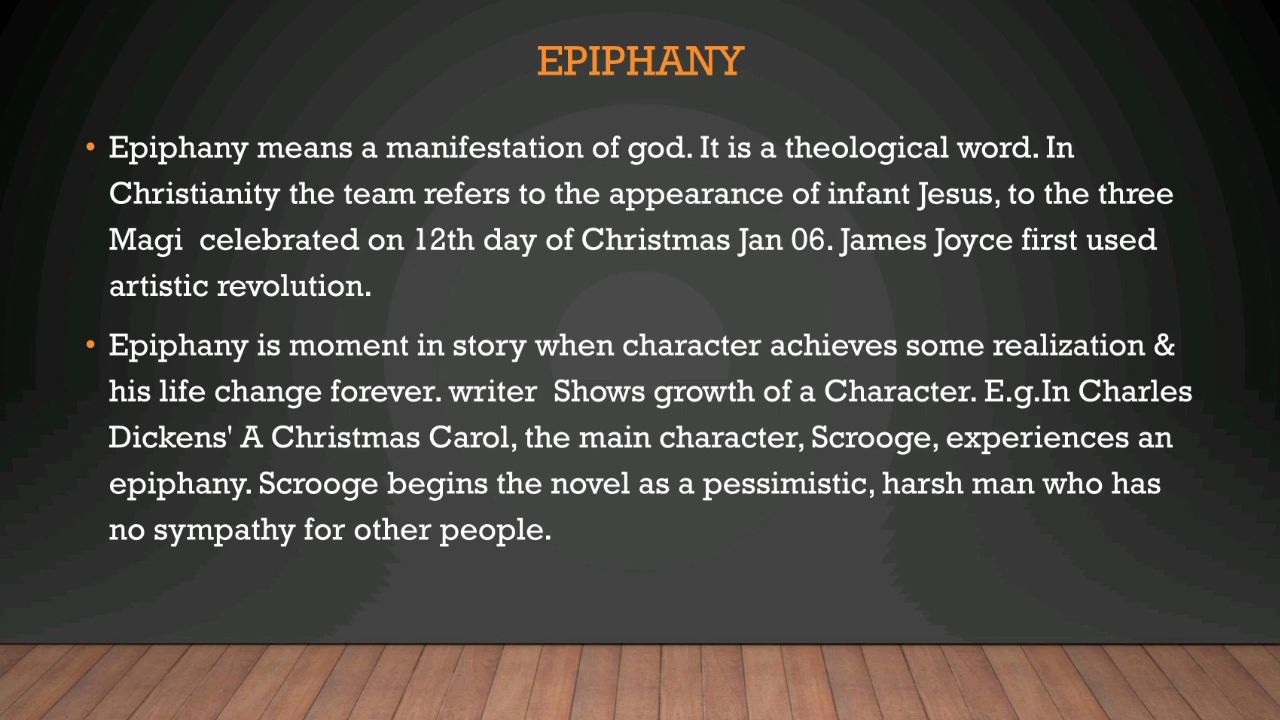 EPIPHANY
• Epiphany means a manifestation of god. It is a theological word. In
Christianity the team refers to the appearance of infant Jesus, to the three
Magi  celebrated on 12th day of Christmas Jan 06. James Joyce first used
artistic revolution.
• Epiphany is moment in story when character achieves some realization &
his life change forever. writer  Shows growth of a Character. E.g.In Charles
Dickens' A Christmas Carol, the main character, Scrooge, experiences an
epiphany. Scrooge begins the novel as a pessimistic, harsh man who has
no sympathy for other people.